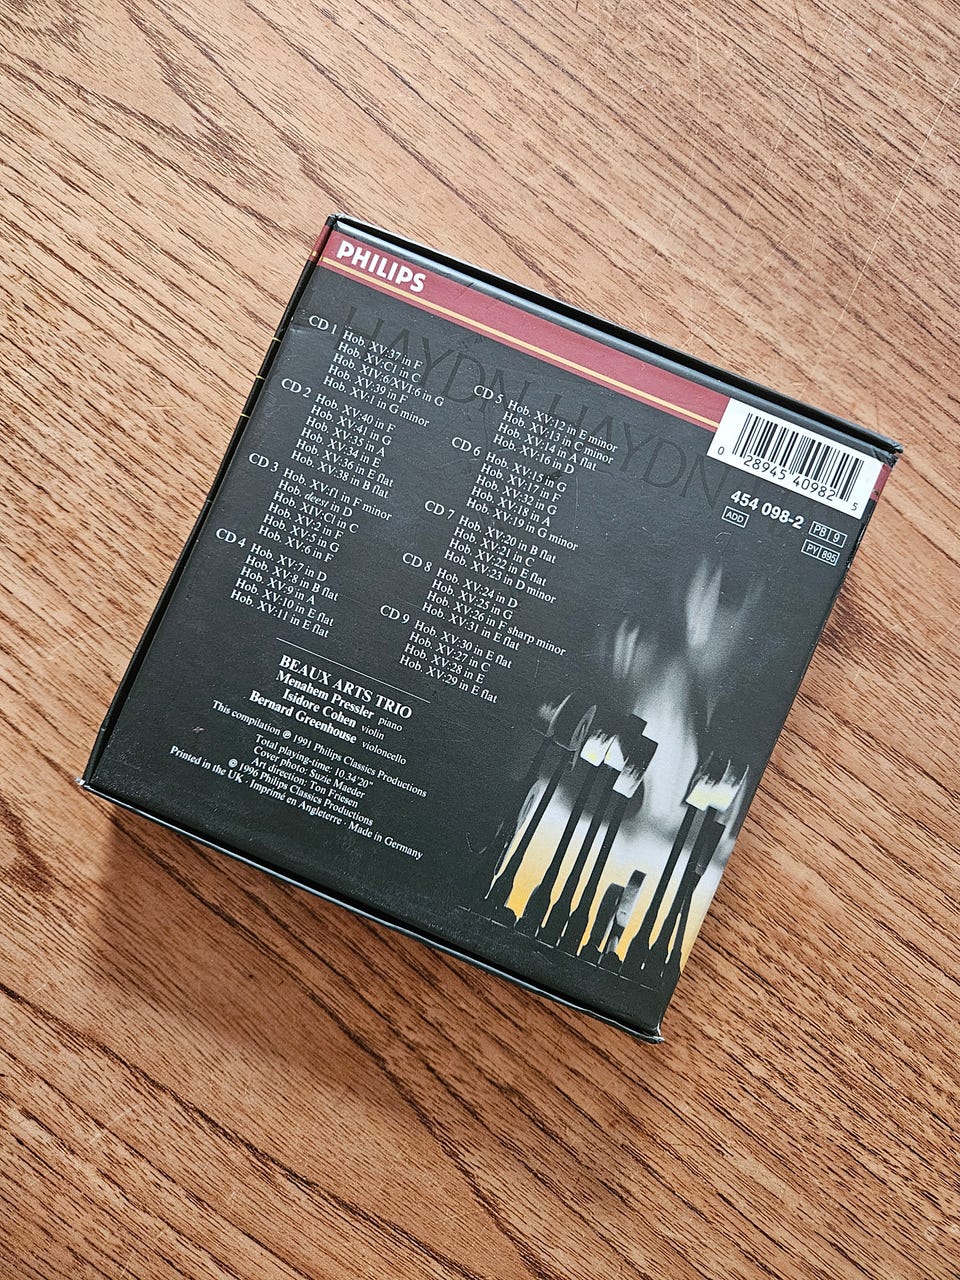 PHILIPS
HAYDN HAYDN
CD 1
Hob. XV:37 in F
Hob. XV:C1 in C
Hob. XIV:6/XVI:6 in G
Hob. XV:39 in F
Hob. XV:1 in G minor
CD 2
Hob. XV:40 in F
Hob. XV:41 in G
Hob. XV:35 in A
Hob. XV:34 in E
Hob. XV:36 in E flat
Hob. XV:38 in B flat
CD 3
Hob. XV:f1 in F minor
Hob. deest in D
Hob. XIV:C1 in C
Hob. XV:2 in F
Hob. XV:5 in G
Hob. XV:6 in F
CD 4
Hob. XV:7 in D
Hob. XV:8 in B flat
Hob. XV:9 in A
Hob. XV:10 in E flat
Hob. XV:11 in E flat
CD 5
Hob. XV:12 in E minor
Hob. XV:13 in C minor
Hob. XV:14 in A flat
Hob. XV:16 in D
CD 6
Hob. XV:15 in G
Hob. XV:17 in F
Hob. XV:32 in G
Hob. XV:18 in A
Hob. XV:19 in G minor
CD 7
Hob. XV:20 in B flat
Hob. XV:21 in C
Hob. XV:22 in E flat
Hob. XV:23 in D minor
CD 8
Hob. XV:24 in D
Hob. XV:25 in G
Hob. XV:26 in F sharp minor
Hob. XV:31 in E flat
CD 9
Hob. XV:30 in E flat
Hob. XV:27 in C
Hob. XV:28 in E
Hob. XV:29 in E flat
BEAUX ARTS TRIO
Menahem Pressler piano
Isidore Cohen violin
Bernard Greenhouse violoncello
This compilation ℗ 1991 Philips Classics Productions
Total playing-time: 10.34'20"
Cover photo: Suzie Maeder
Art direction: Ton Friesen
© 1996 Philips Classics Productions
Printed in the UK · Imprimé en Angleterre · Made in Germany
0 28945 40982 5
454 098-2
ADD
PB 9
PY 895